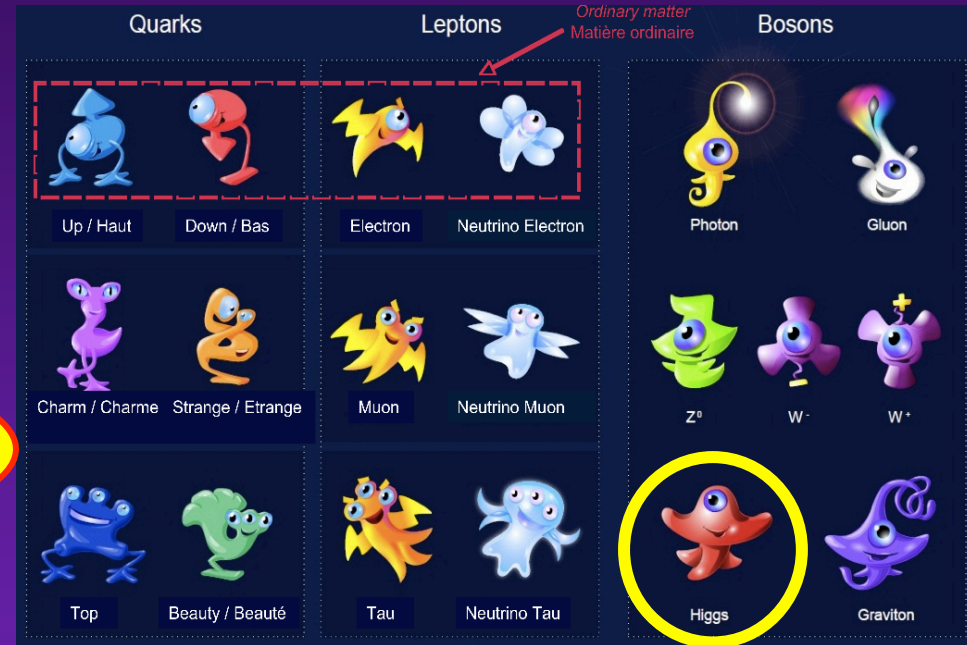 Quarks
Leptons
Ordinary matter
Matière ordinaire
Bosons
Up / Haut
Down / Bas
Electron
Neutrino Electron
Photon
Gluon
Charm / Charme
Strange / Etrange
Muon
Neutrino Muon
Z⁰
W⁻
W⁺
Top
Beauty / Beauté
Tau
Neutrino Tau
Higgs
Graviton